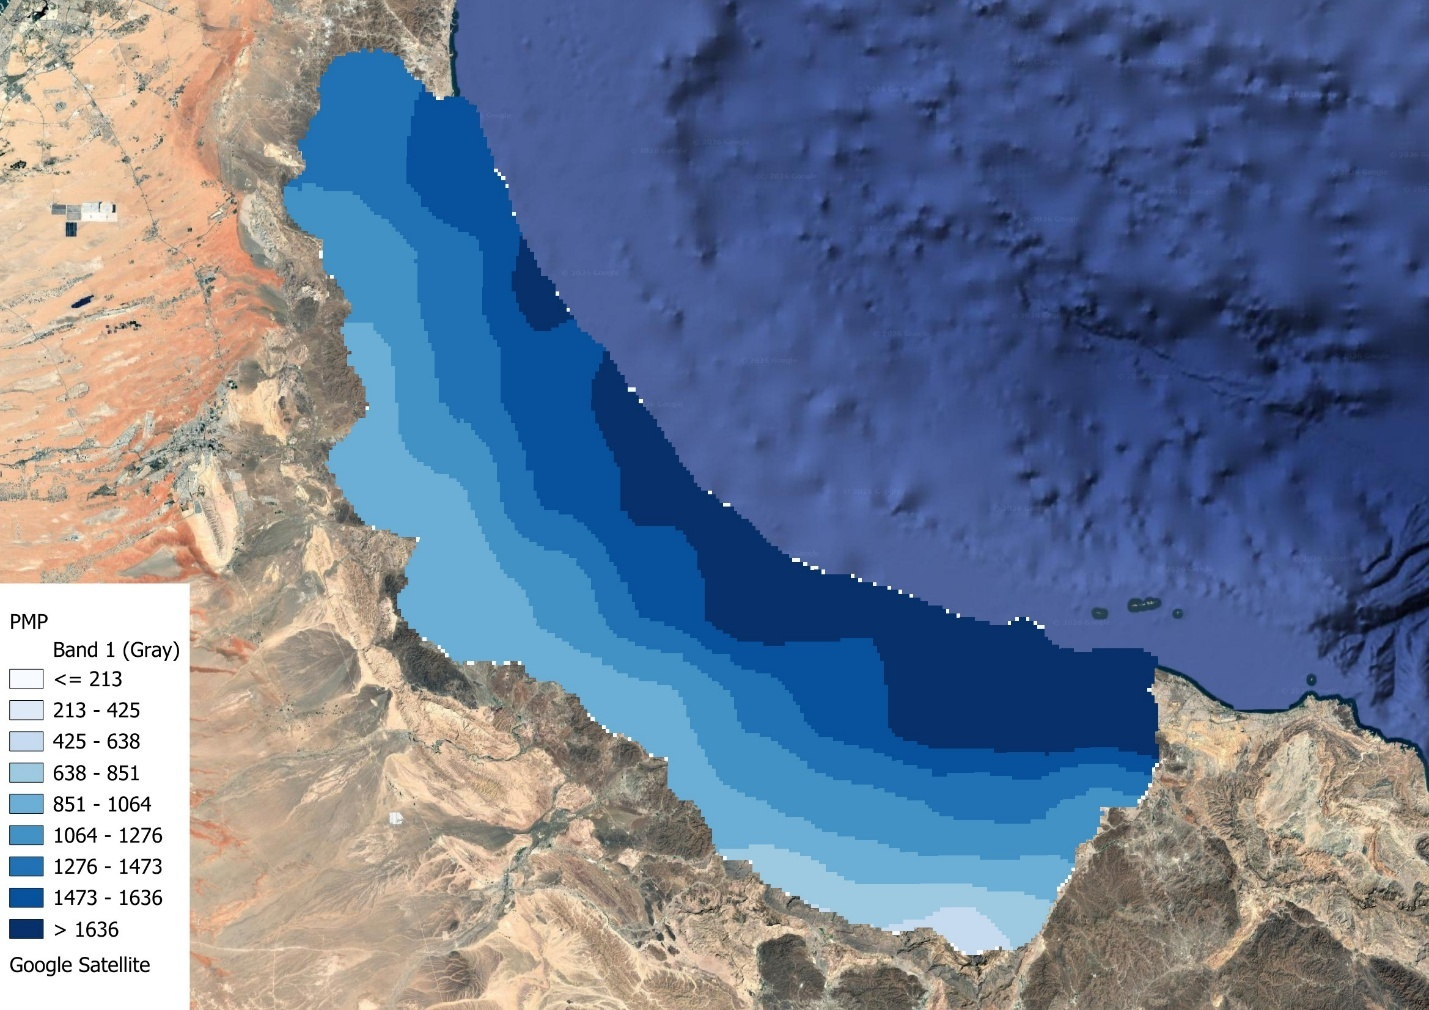 PMP
Band 1 (Gray)
<= 213
213 - 425
425 - 638
638 - 851
851 - 1064
1064 - 1276
1276 - 1473
1473 - 1636
> 1636
Google Satellite